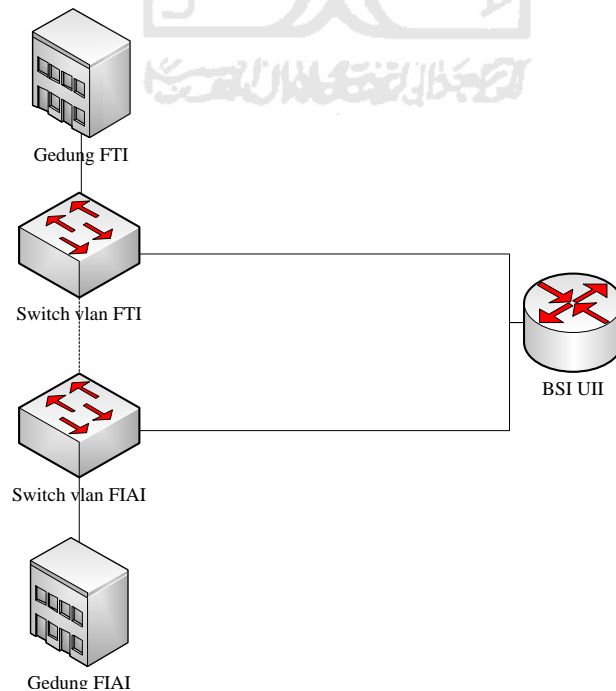 Gedung FTI
Switch vlan FTI
BSI UII
Switch vlan FIAI
Gedung FIAI